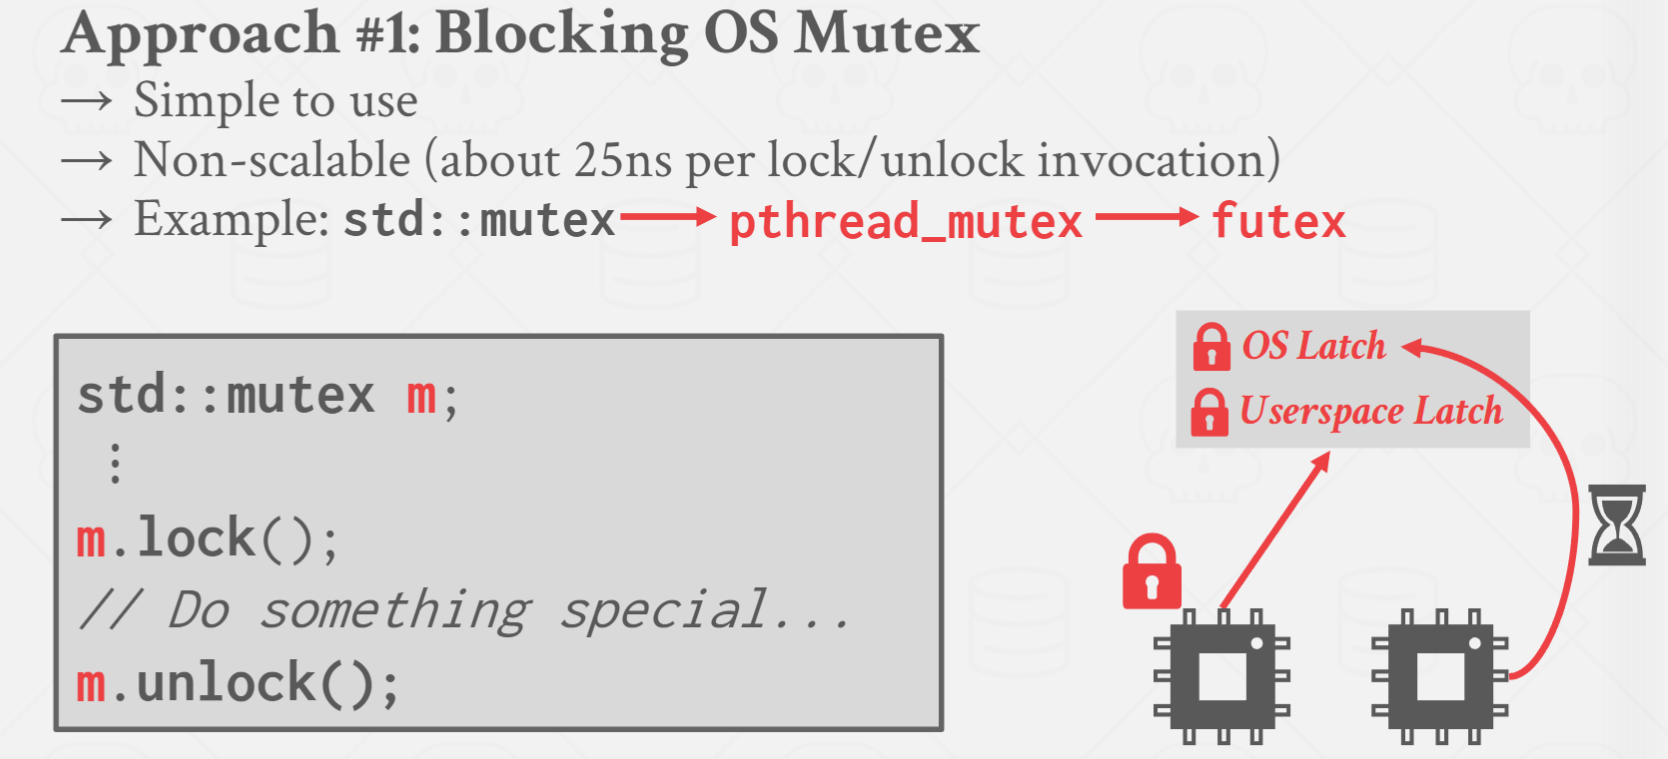 Approach #1: Blocking OS Mutex
→ Simple to use
→ Non-scalable (about 25ns per lock/unlock invocation)
→ Example: std::mutex → pthread_mutex → futex
std::mutex m;
⋮
m.lock();
// Do something special...
m.unlock();
OS Latch
Userspace Latch